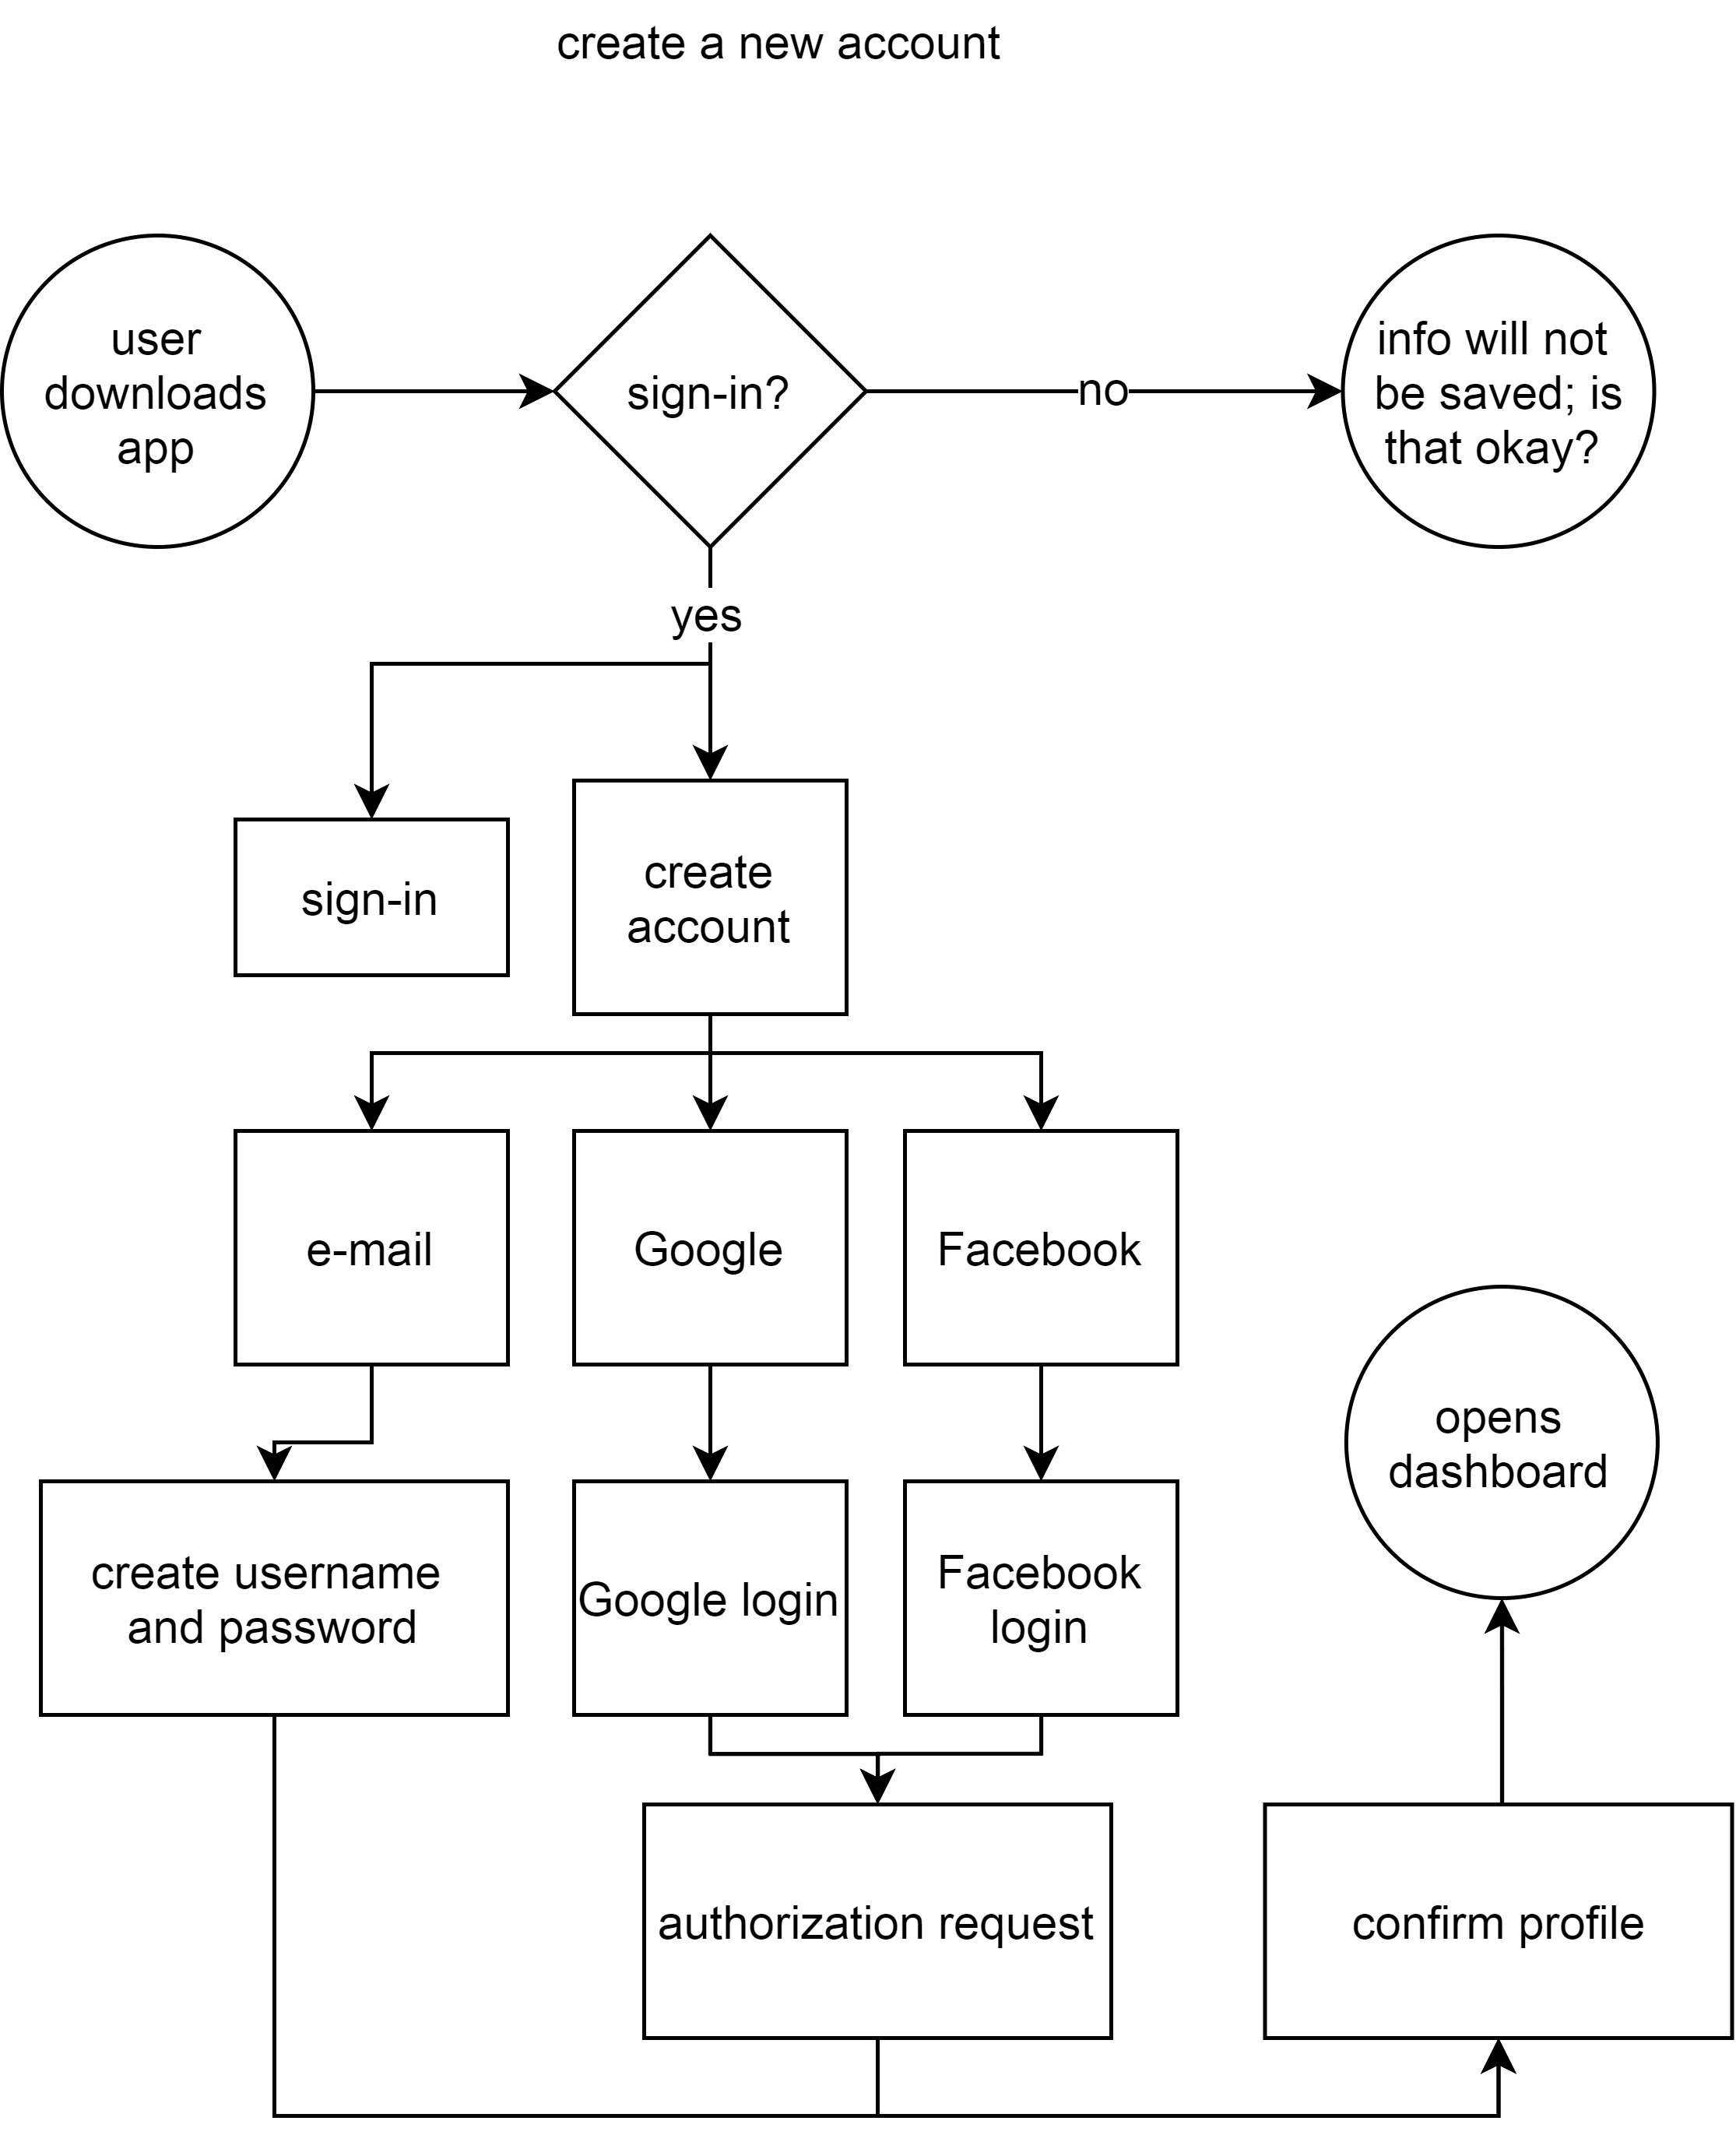 create a new account
user
downloads
app
sign-in?
no
info will not
be saved; is
that okay?
yes
sign-in
create
account
e-mail
Google
Facebook
opens
dashboard
create username
and password
Google login
Facebook
login
authorization request
confirm profile